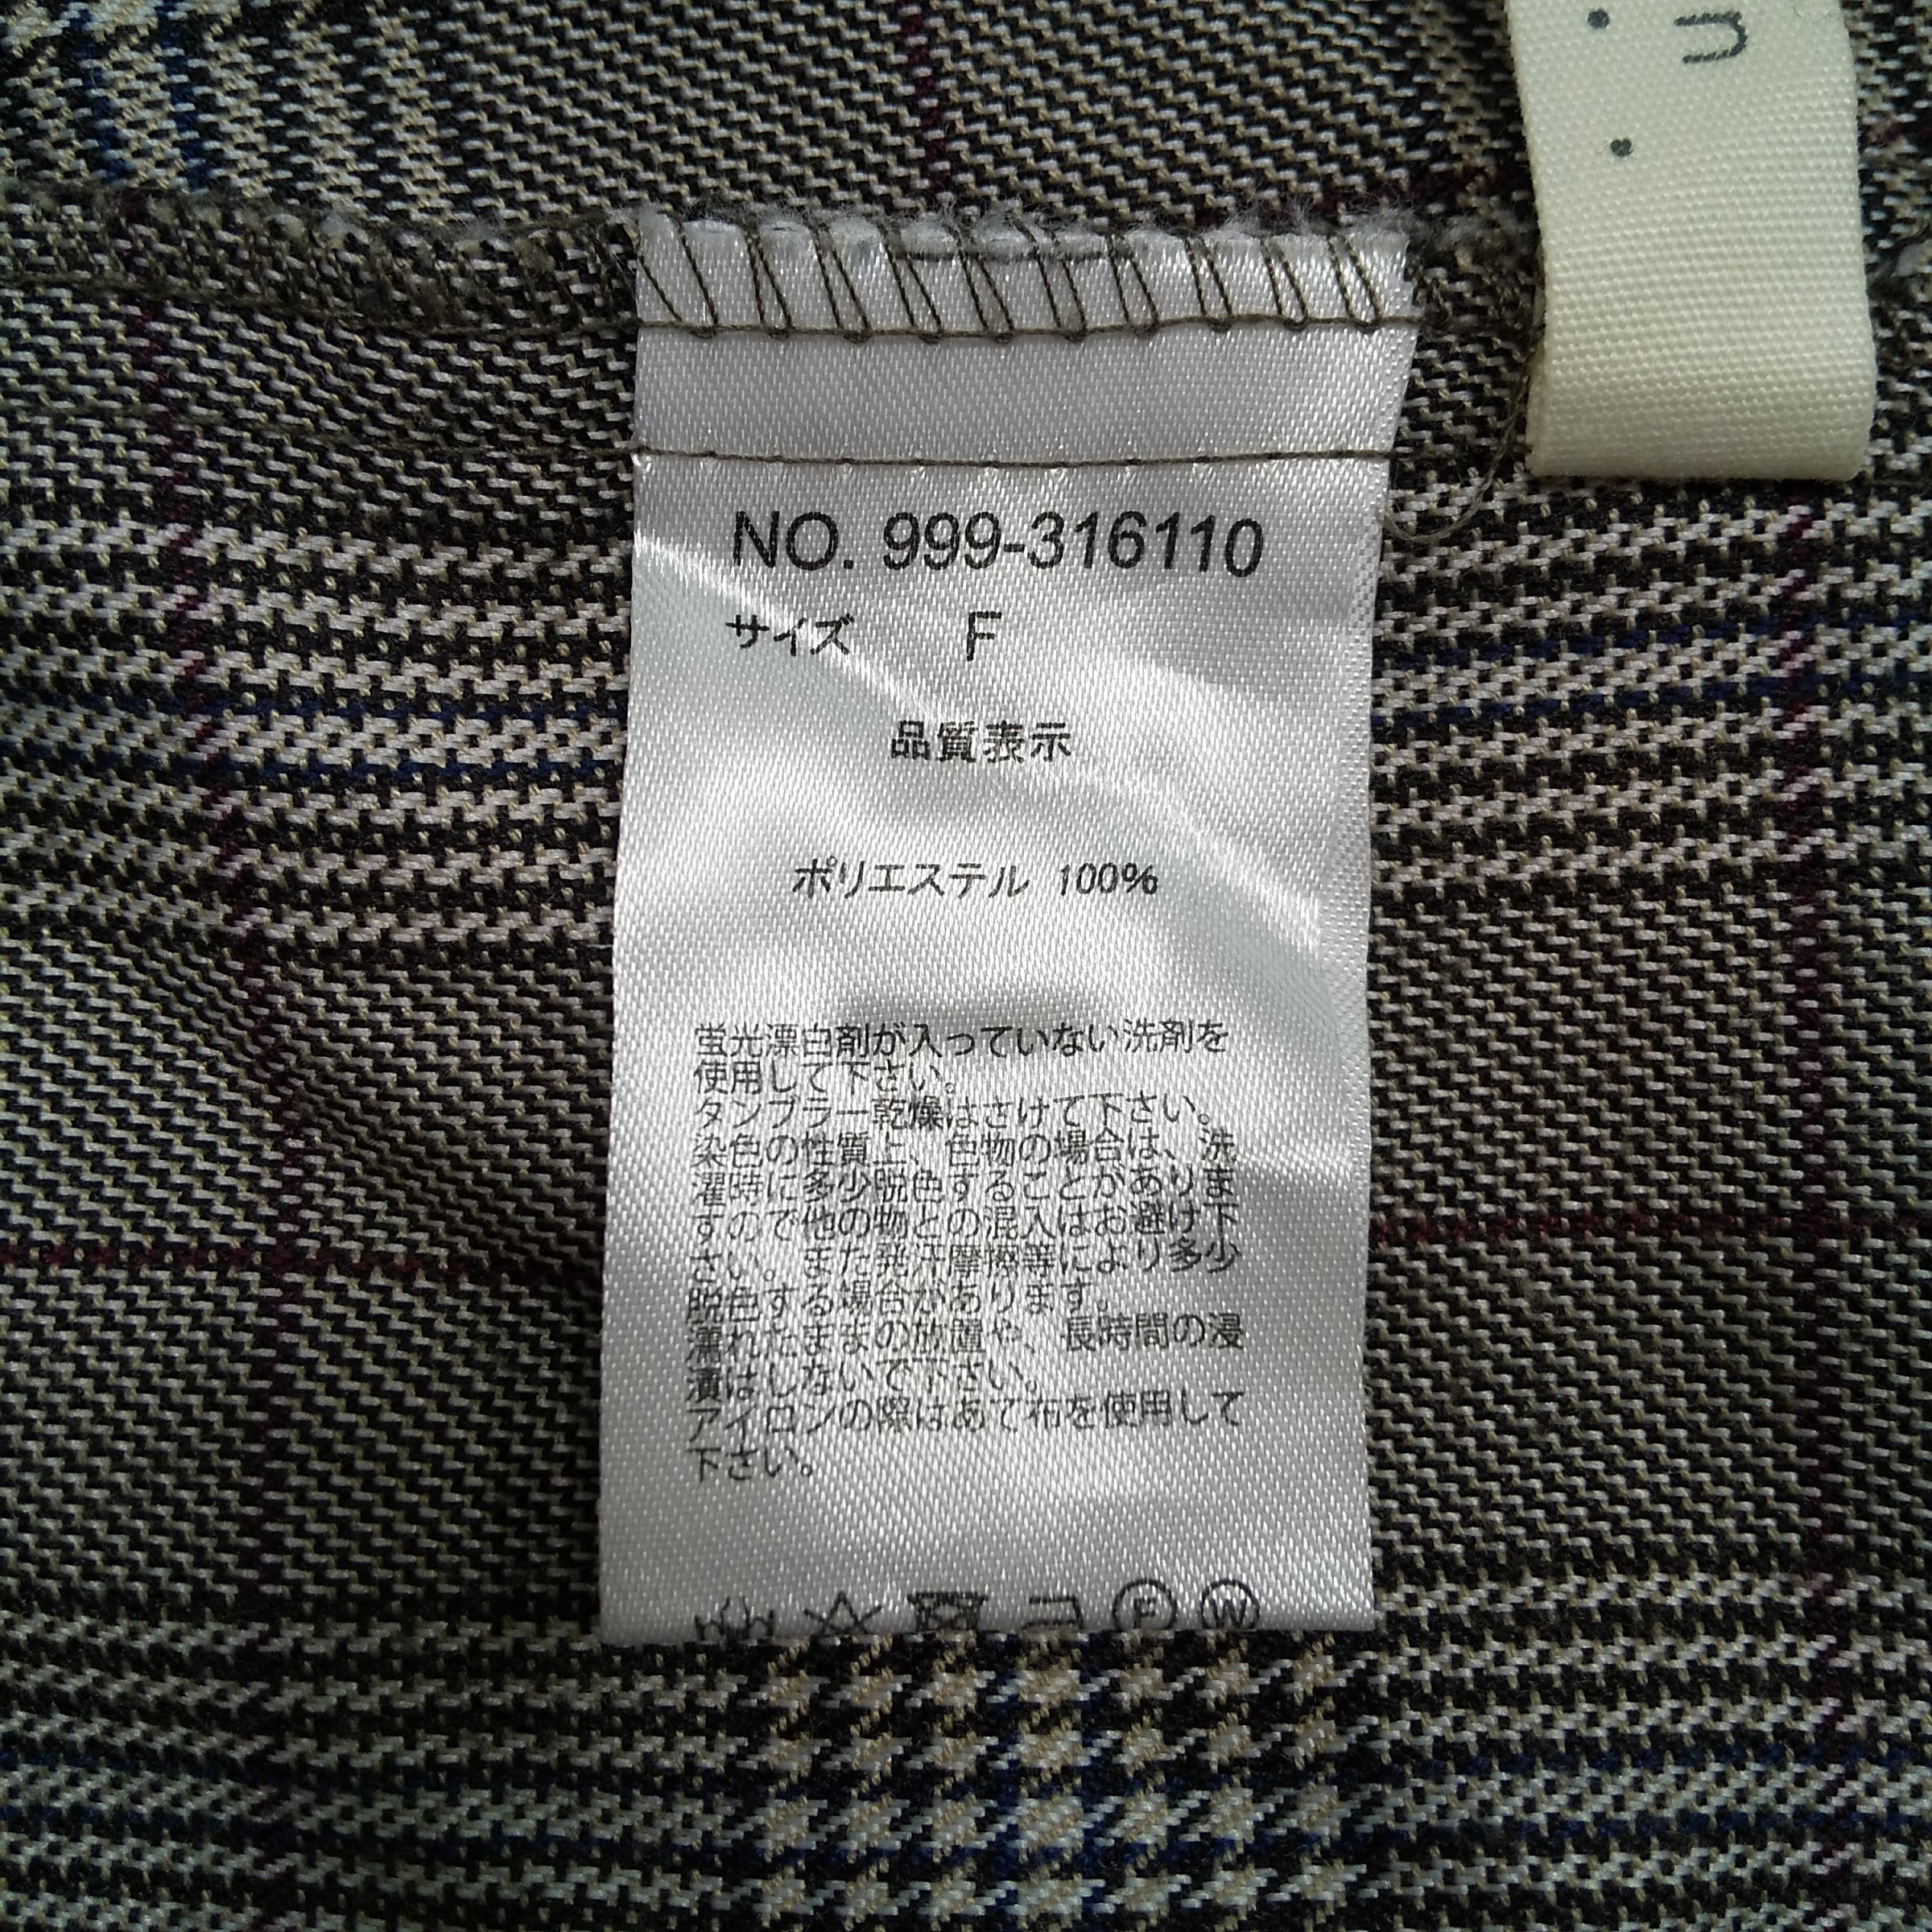 NO. 999-316110
サイズ F
品質表示
ポリエステル 100%
蛍光漂白剤が入っていない洗剤を
使用して下さい。
タンブラー乾燥はさけて下さい。
染色の性質上、色物の場合は、洗
濯時に多少脱色することがありま
すので他の物との混入はお避け下
さい。また発汗摩擦等により多少
脱色する場合があります。
濡れたままの放置や、長時間の浸
漬はしないで下さい。
アイロンの際はあて布を使用して
下さい。
F W